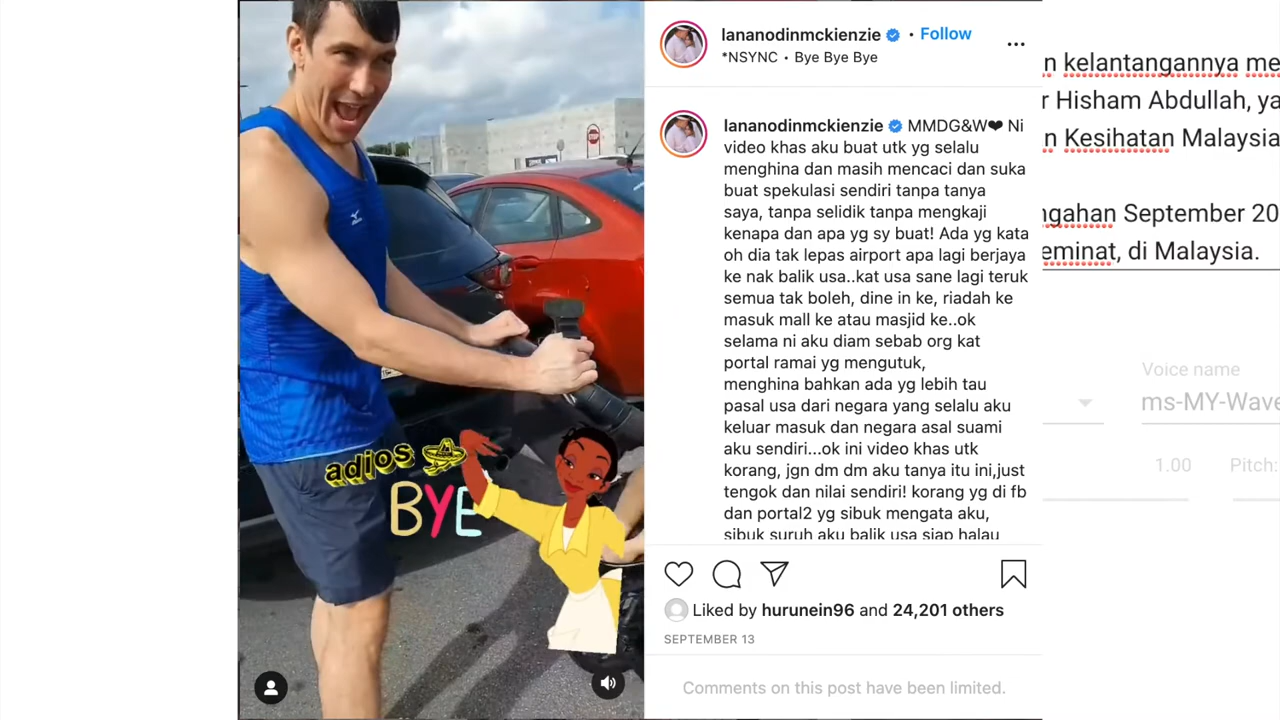 adios
BYE
lananodinmckienzie • Follow
*NSYNC • Bye Bye Bye
lananodinmckienzie MMDG&W❤ Ni
video khas aku buat utk yg selalu
menghina dan masih mencaci dan suka
buat spekulasi sendiri tanpa tanya
saya, tanpa selidik tanpa mengkaji
kenapa dan apa yg sy buat! Ada yg kata
oh dia tak lepas airport apa lagi berjaya
ke nak balik usa..kat usa sane lagi teruk
semua tak boleh, dine in ke, riadah ke
masuk mall ke atau masjid ke..ok
selama ni aku diam sebab org kat
portal ramai yg mengutuk,
menghina bahkan ada yg lebih tau
pasal usa dari negara yang selalu aku
keluar masuk dan negara asal suami
aku sendiri...ok ini video khas utk
korang, jgn dm dm aku tanya itu ini,just
tengok dan nilai sendiri! korang yg di fb
dan portal2 yg sibuk mengata aku,
sibuk suruh aku balik usa siap halau
Liked by hurunein96 and 24,201 others
SEPTEMBER 13
Comments on this post have been limited.
n kelantangannya me
r Hisham Abdullah, ya
n Kesihatan Malaysia
ngahan September 20
eminat, di Malaysia.
Voice name
ms-MY-Wave
1.00 Pitch: